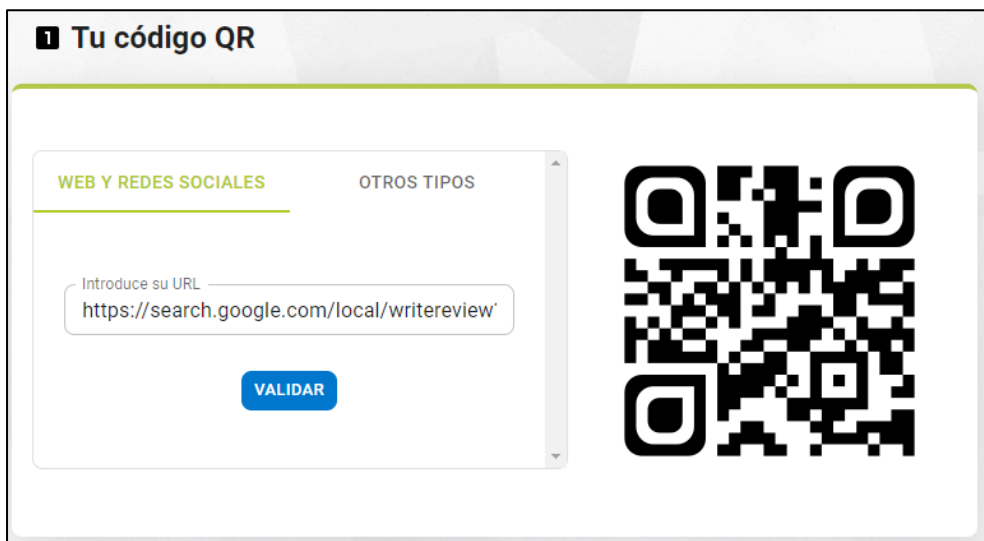 1 Tu código QR
WEB Y REDES SOCIALES
OTROS TIPOS
Introduce su URL
https://search.google.com/local/writereview
VALIDAR